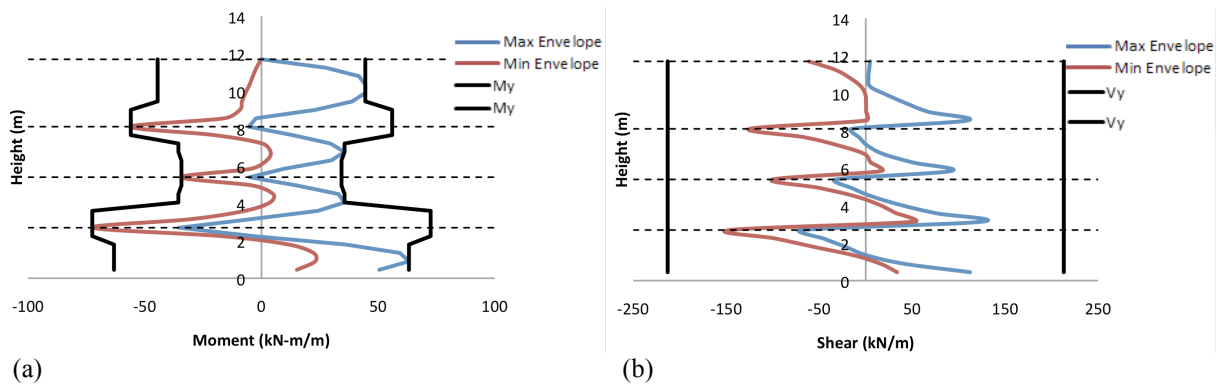 14
12
10
8
6
4
2
0
-100
-50
0
50
100
Height (m)
Moment (kN-m/m)
Max Envelope
Min Envelope
My
My
(a)
14
12
10
8
6
4
2
0
-250
-150
-50
50
150
250
Height (m)
Shear (kN/m)
Max Envelope
Min Envelope
Vy
Vy
(b)